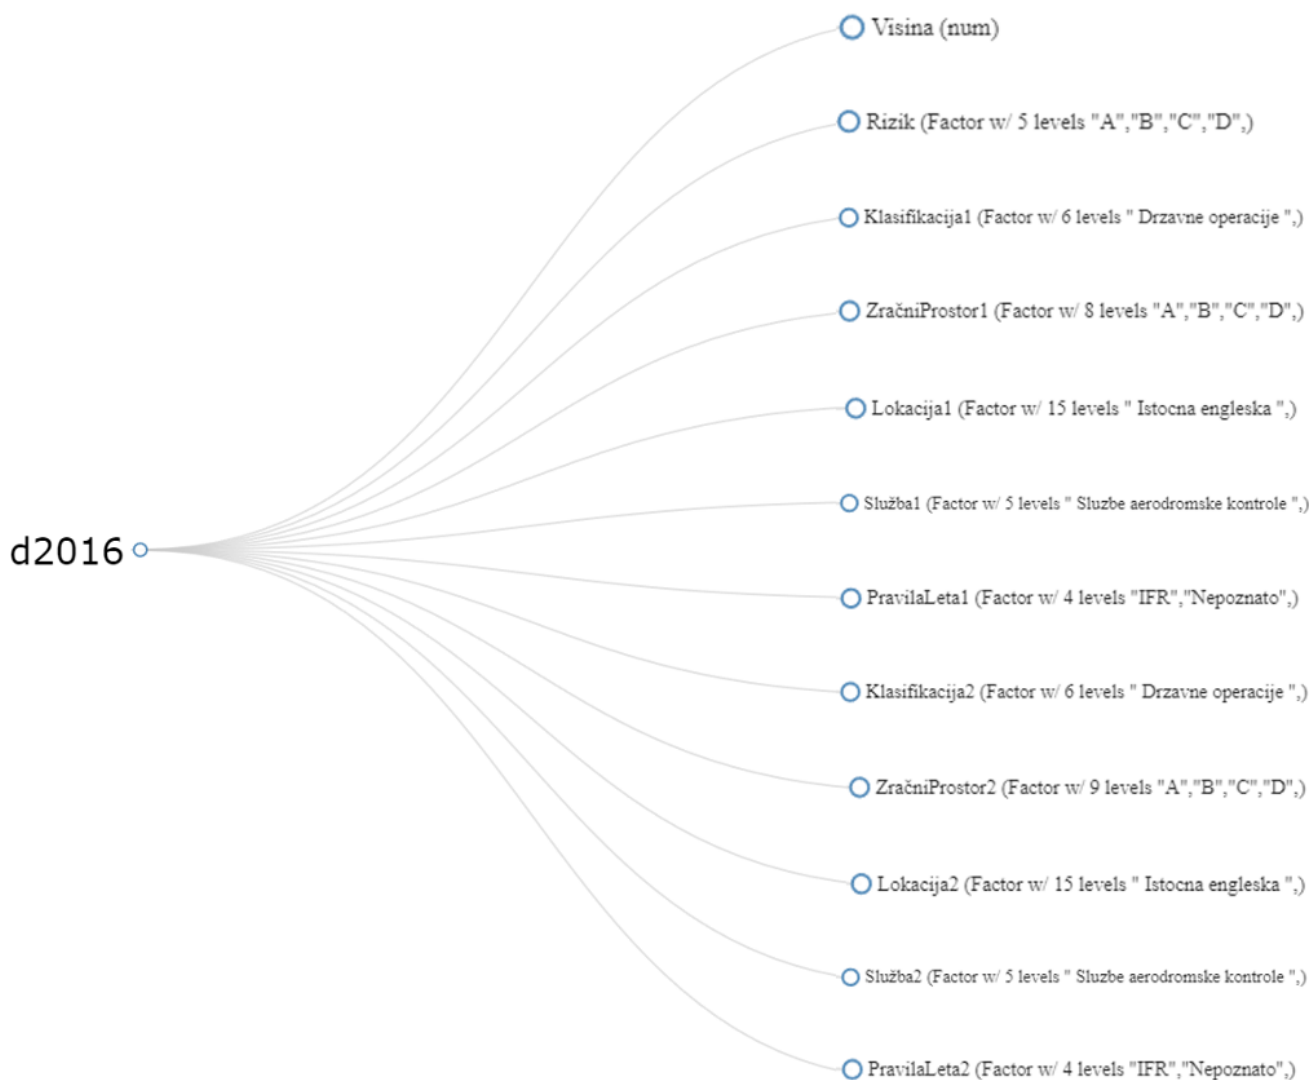 Visina (num)
Rizik (Factor w/ 5 levels "A","B","C","D",)
Klasifikacija1 (Factor w/ 6 levels " Drzavne operacije ",)
ZračniProstor1 (Factor w/ 8 levels "A","B","C","D",)
Lokacija1 (Factor w/ 15 levels " Istocna engleska ",)
Služba1 (Factor w/ 5 levels " Sluzbe aerodromske kontrole ",)
d2016
PravilaLeta1 (Factor w/ 4 levels "IFR","Nepoznato",)
Klasifikacija2 (Factor w/ 6 levels " Drzavne operacije ",)
ZračniProstor2 (Factor w/ 9 levels "A","B","C","D",)
Lokacija2 (Factor w/ 15 levels " Istocna engleska ",)
Služba2 (Factor w/ 5 levels " Sluzbe aerodromske kontrole ",)
PravilaLeta2 (Factor w/ 4 levels "IFR","Nepoznato",)